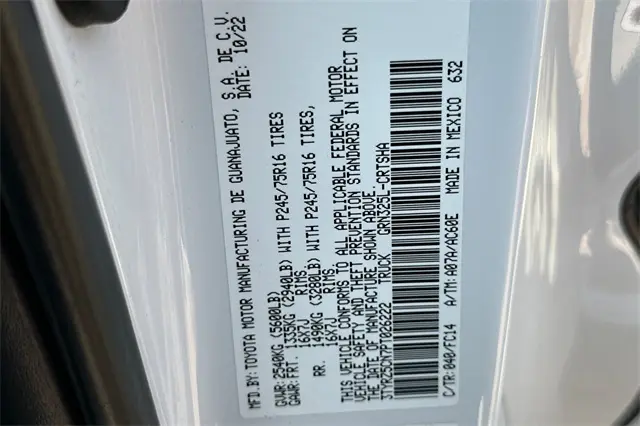 MFD.BY: TOYOTA MOTOR MANUFACTURING DE GUANAJUATO, S.A. DE C.V.
DATE: 10/22
GVWR: 2540KG (5600LB)
GAWR: FRT. 1335KG (2940LB) WITH P245/75R16 TIRES
16X7J RIMS,
RR. 1490KG (3280LB) WITH P245/75R16 TIRES,
16X7J RIMS.
THIS VEHICLE CONFORMS TO ALL APPLICABLE FEDERAL MOTOR
VEHICLE SAFETY AND THEFT PREVENTION STANDARDS IN EFFECT ON
THE DATE OF MANUFACTURE SHOWN ABOVE.
TRUCK GRN325L-CRTSHA
C/TR: 040/FC14 A/TM: A07A/AC60E MADE IN MEXICO 632